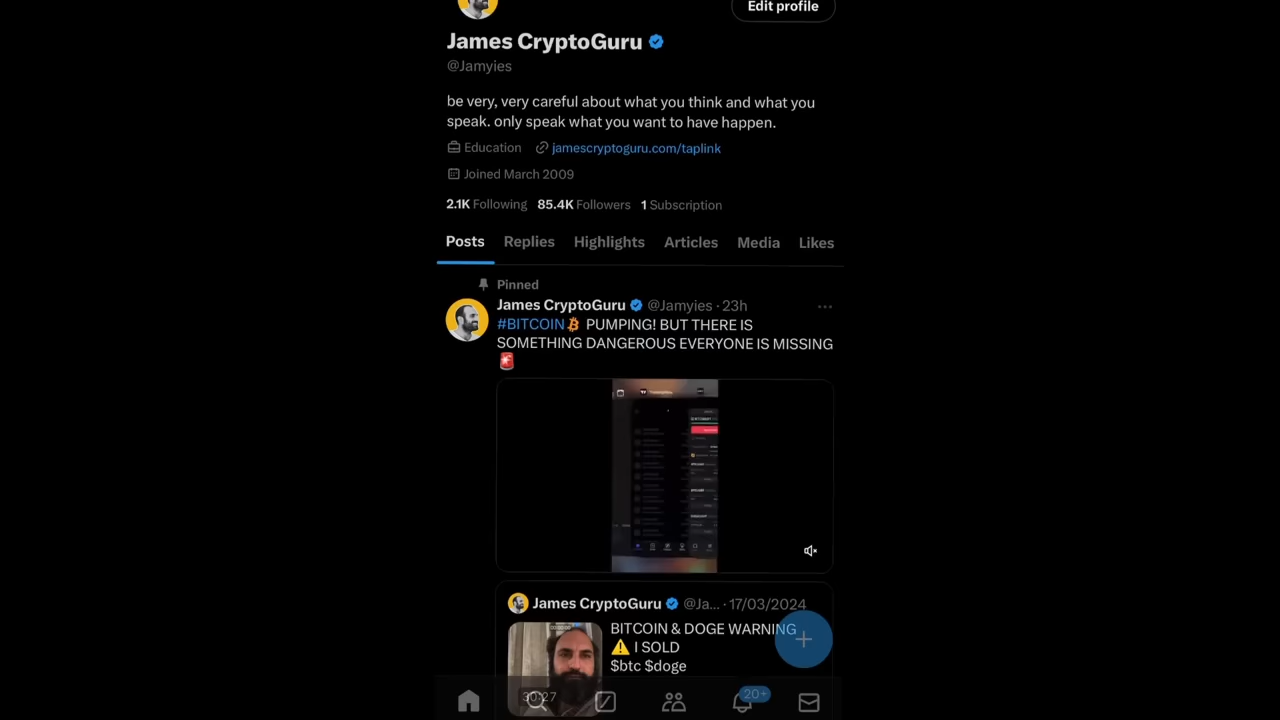 Edit profile
James CryptoGuru
@Jamyies
be very, very careful about what you think and what you
speak. only speak what you want to have happen.
Education jamescryptoguru.com/taplink
Joined March 2009
2.1K Following 85.4K Followers 1 Subscription
Posts Replies Highlights Articles Media Likes
Pinned
James CryptoGuru @Jamyies · 23h
#BITCOIN PUMPING! BUT THERE IS
SOMETHING DANGEROUS EVERYONE IS MISSING
🚨
James CryptoGuru @Ja... · 17/03/2024
BITCOIN & DOGE WARNING
⚠️ I SOLD
$btc $doge
30:27
20+